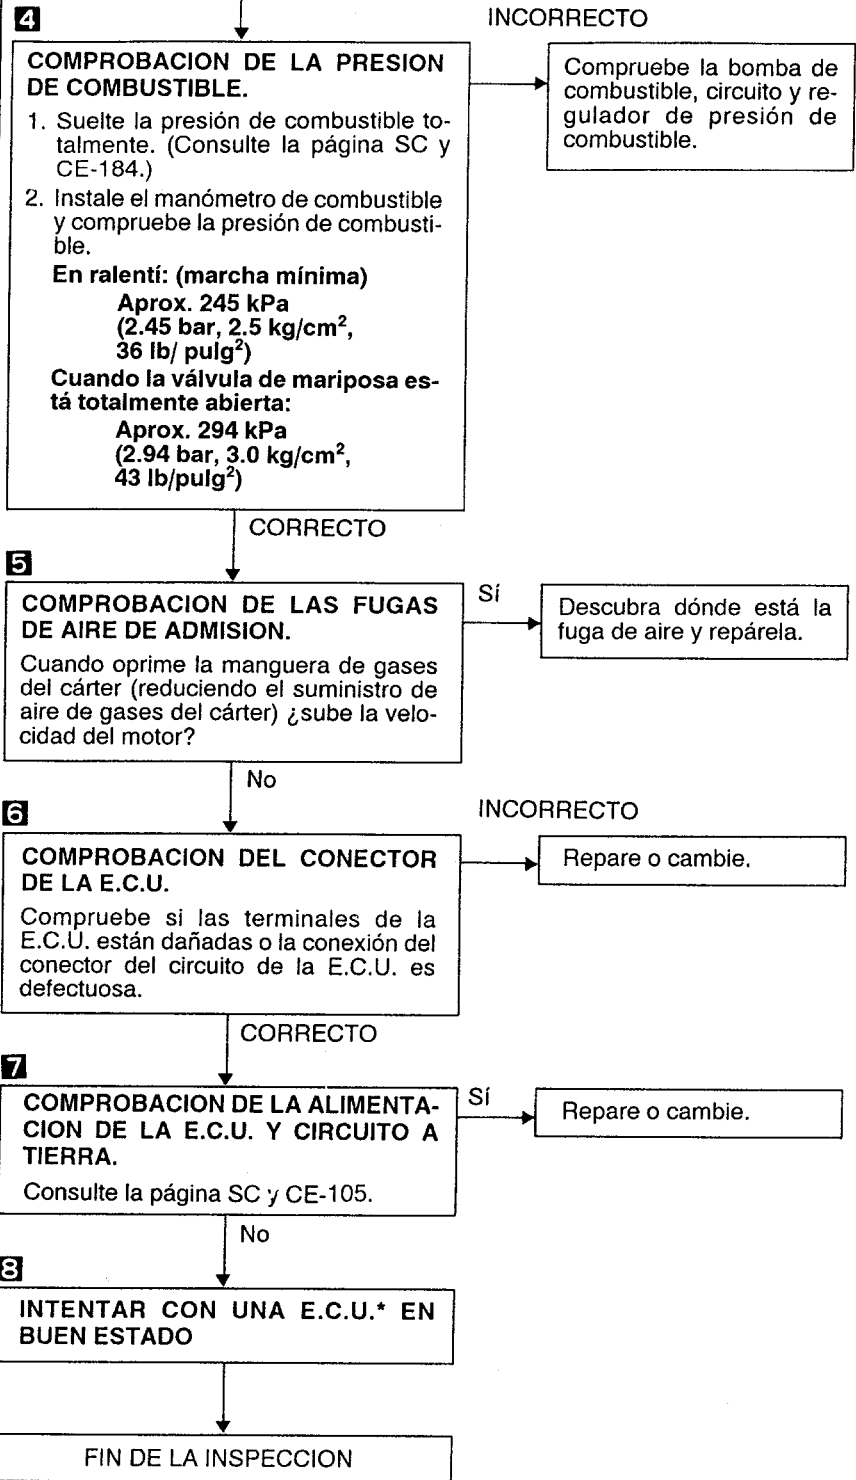 4
INCORRECTO
COMPROBACION DE LA PRESION
DE COMBUSTIBLE.
1. Suelte la presión de combustible to-
talmente. (Consulte la página SC y
CE-184.)
2. Instale el manómetro de combustible
y compruebe la presión de combusti-
ble.
En ralentí: (marcha mínima)
Aprox. 245 kPa
(2.45 bar, 2.5 kg/cm², 
36 lb/ pulg²)
Cuando la válvula de mariposa es-
tá totalmente abierta:
Aprox. 294 kPa
(2.94 bar, 3.0 kg/cm²,
43 lb/pulg²)
Compruebe la bomba de
combustible, circuito y re-
gulador de presión de
combustible.
CORRECTO
5
COMPROBACION DE LAS FUGAS
DE AIRE DE ADMISION.
Cuando oprime la manguera de gases
del cárter (reduciendo el suministro de
aire de gases del cárter) ¿sube la velo-
cidad del motor?
Sí
Descubra dónde está la
fuga de aire y repárela.
No
6
INCORRECTO
COMPROBACION DEL CONECTOR
DE LA E.C.U.
Compruebe si las terminales de la
E.C.U. están dañadas o la conexión del
conector del circuito de la E.C.U. es
defectuosa.
Repare o cambie.
CORRECTO
7
COMPROBACION DE LA ALIMENTA-
CION DE LA E.C.U. Y CIRCUITO A
TIERRA.
Consulte la página SC y CE-105.
Sí
Repare o cambie.
No
8
INTENTAR CON UNA E.C.U.* EN
BUEN ESTADO
FIN DE LA INSPECCION